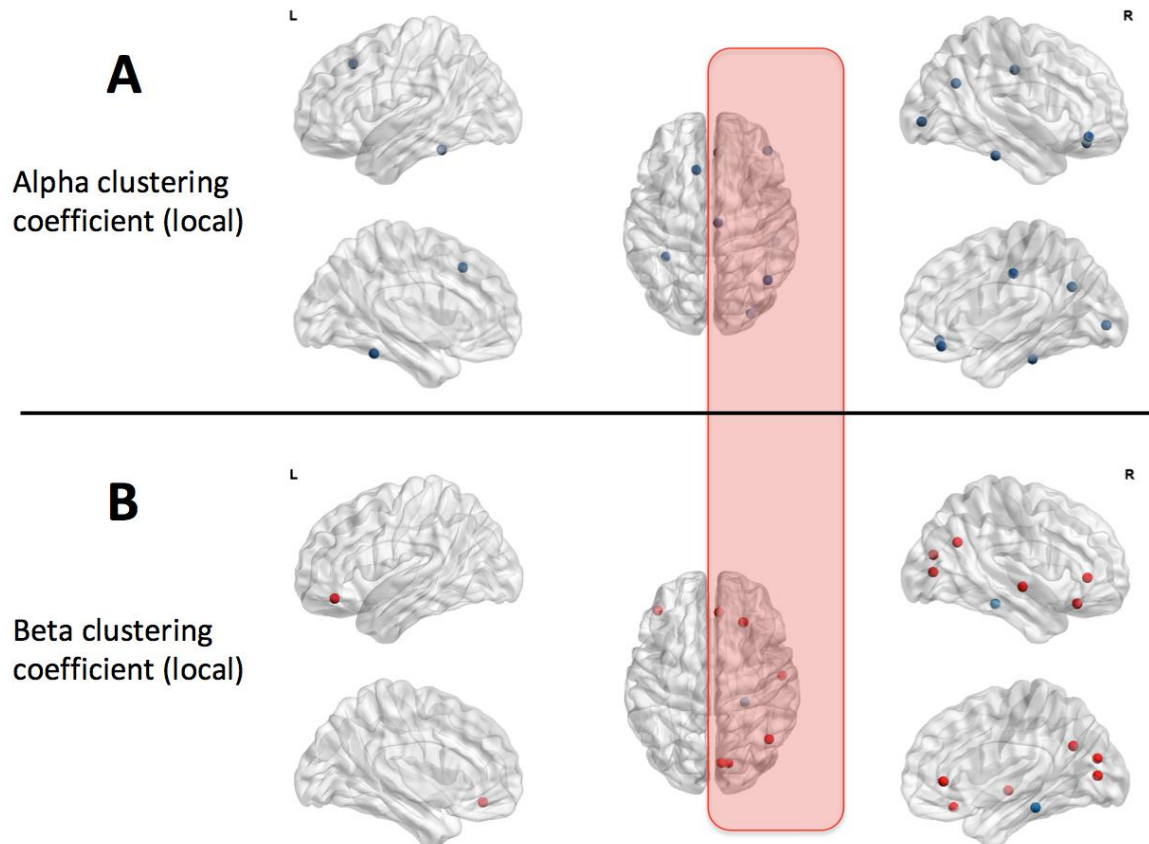 L
R
A
Alpha clustering
coefficient (local)
L
R
B
Beta clustering
coefficient (local)